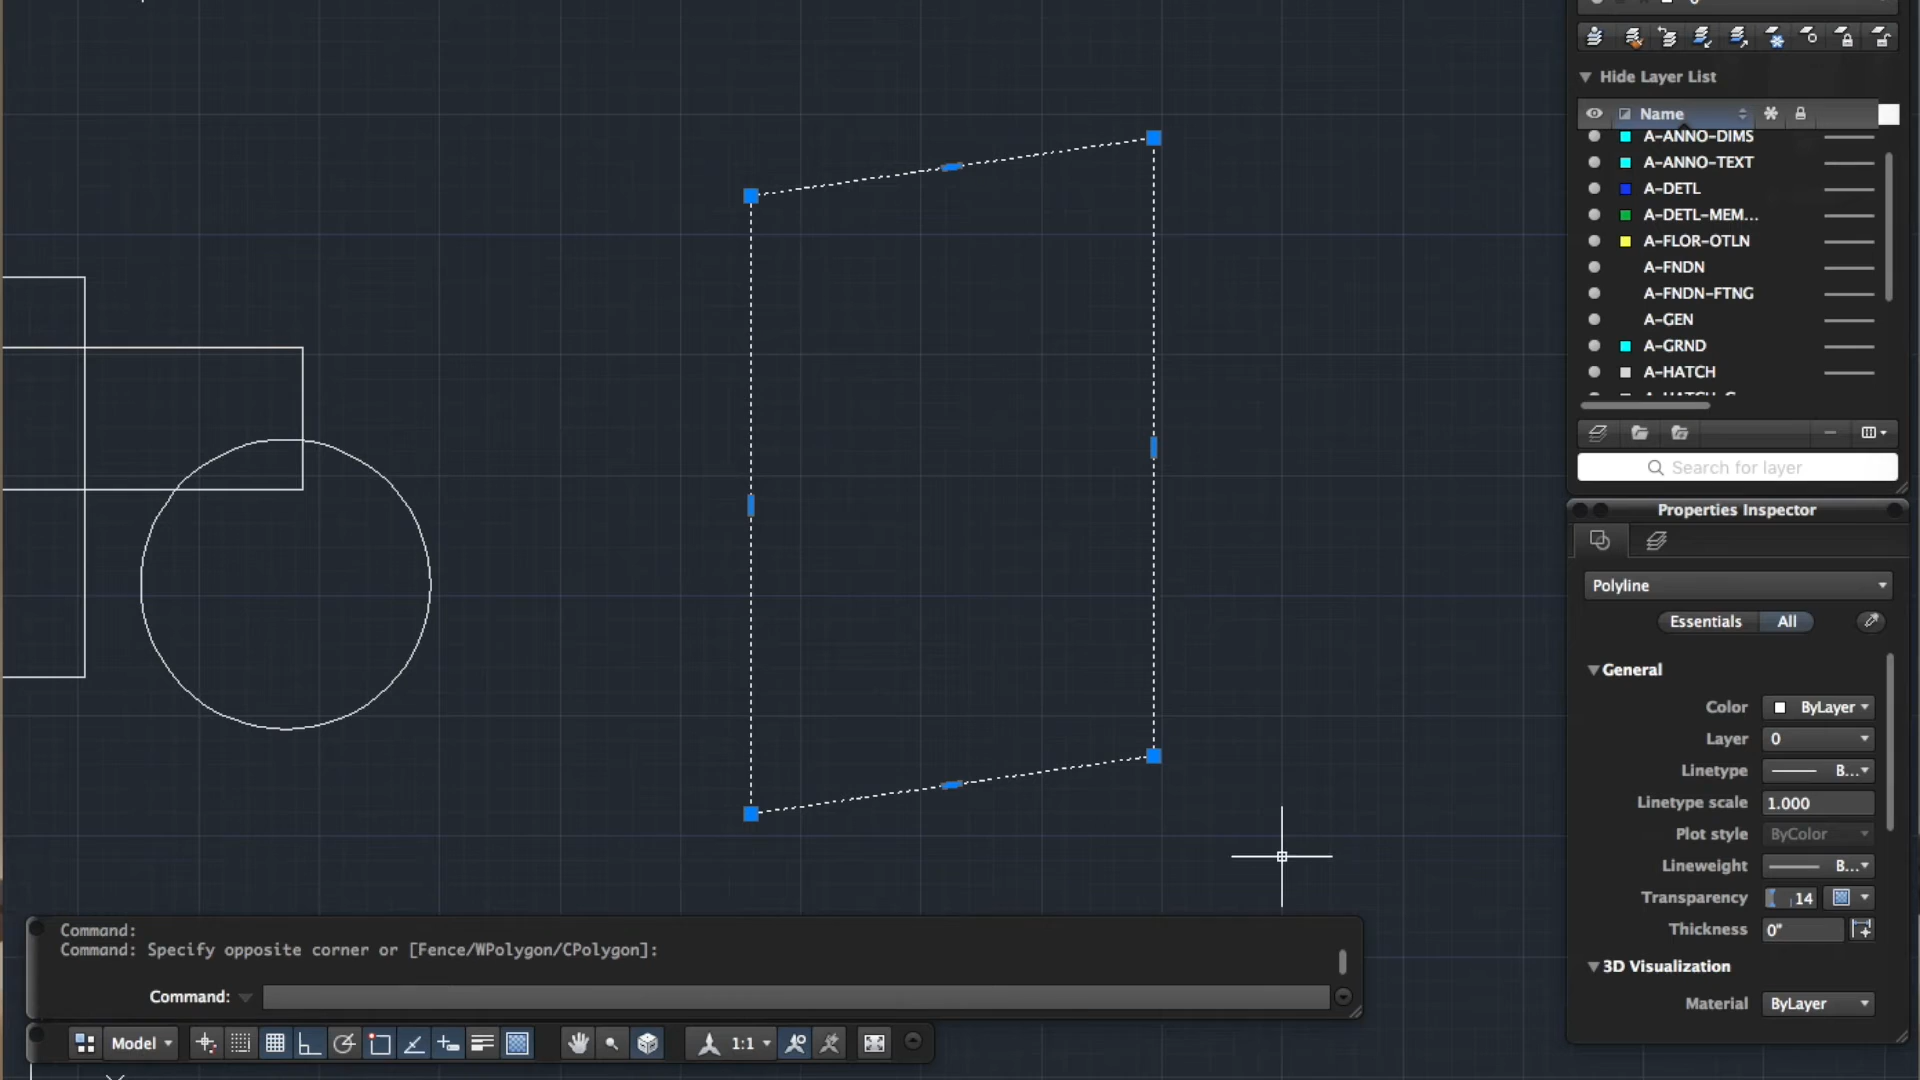 Hide Layer List
Name
A-ANNO-DIMS
A-ANNO-TEXT
A-DETL
A-DETL-MEM...
A-FLOR-OTLN
A-FNDN
A-FNDN-FTNG
A-GEN
A-GRND
A-HATCH
Search for layer
Properties Inspector
Polyline
Essentials All
General
Color ByLayer
Layer 0
Linetype B...
Linetype scale 1.000
Plot style ByColor
Lineweight B...
Transparency 14
Thickness 0"
3D Visualization
Material ByLayer
Command:
Command: Specify opposite corner or [Fence/WPolygon/CPolygon]:
Command:
Model 1:1